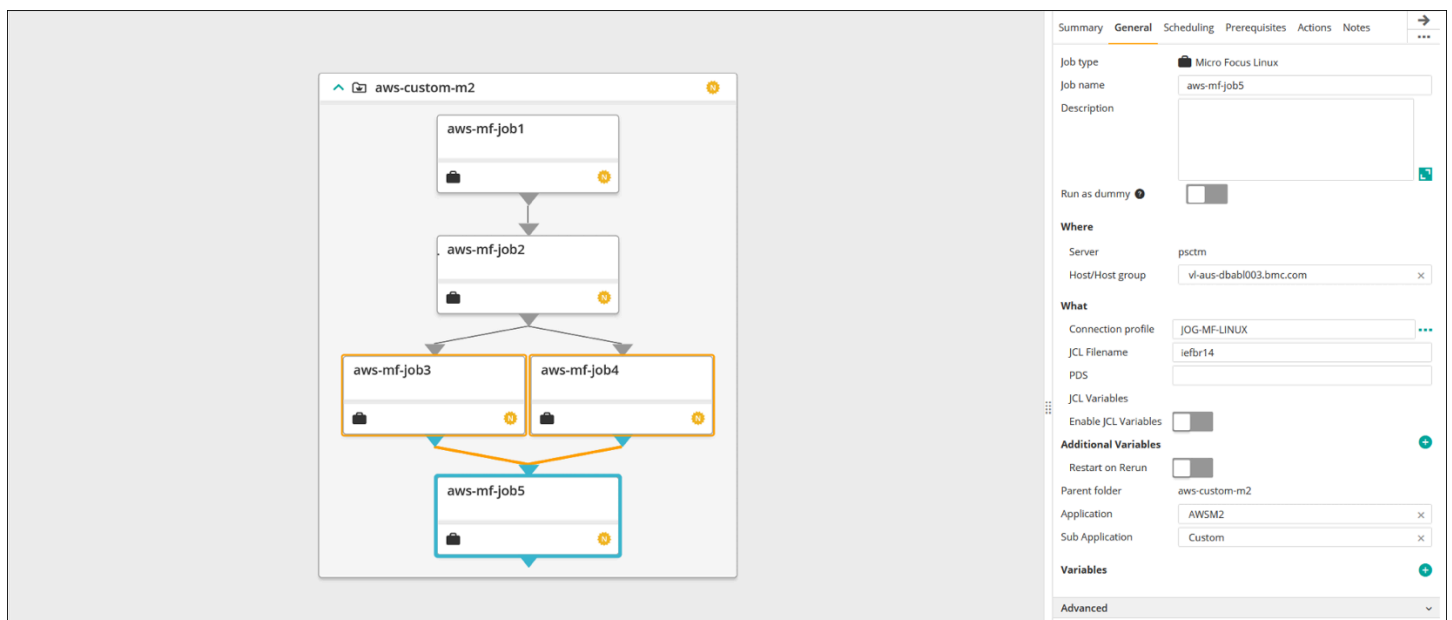 aws-custom-m2
N
aws-mf-job1
N
aws-mf-job2
N
aws-mf-job3
N
aws-mf-job4
N
aws-mf-job5
N
Summary General Scheduling Prerequisites Actions Notes
Job type Micro Focus Linux
Job name aws-mf-job5
Description
Run as dummy ?
Where
Server psctm
Host/Host group vl-aus-dbabl003.bmc.com ×
What
Connection profile JOG-MF-LINUX
JCL Filename iefbr14
PDS
JCL Variables
Enable JCL Variables
Additional Variables
Restart on Rerun
Parent folder aws-custom-m2
Application AWSM2 ×
Sub Application Custom ×
Variables
Advanced